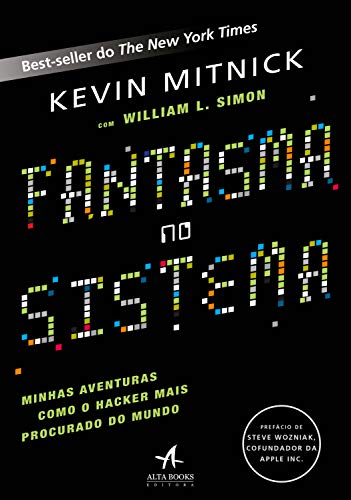 Best-seller do The New York Times
KEVIN MITNICK
COM WILLIAM L. SIMON
FANTASMA
NO
SISTEMA
MINHAS AVENTURAS
COMO O HACKER MAIS
PROCURADO DO MUNDO
PREFÁCIO DE
STEVE WOZNIAK,
COFUNDADOR DA
APPLE INC.
ALTA BOOKS
EDITORA